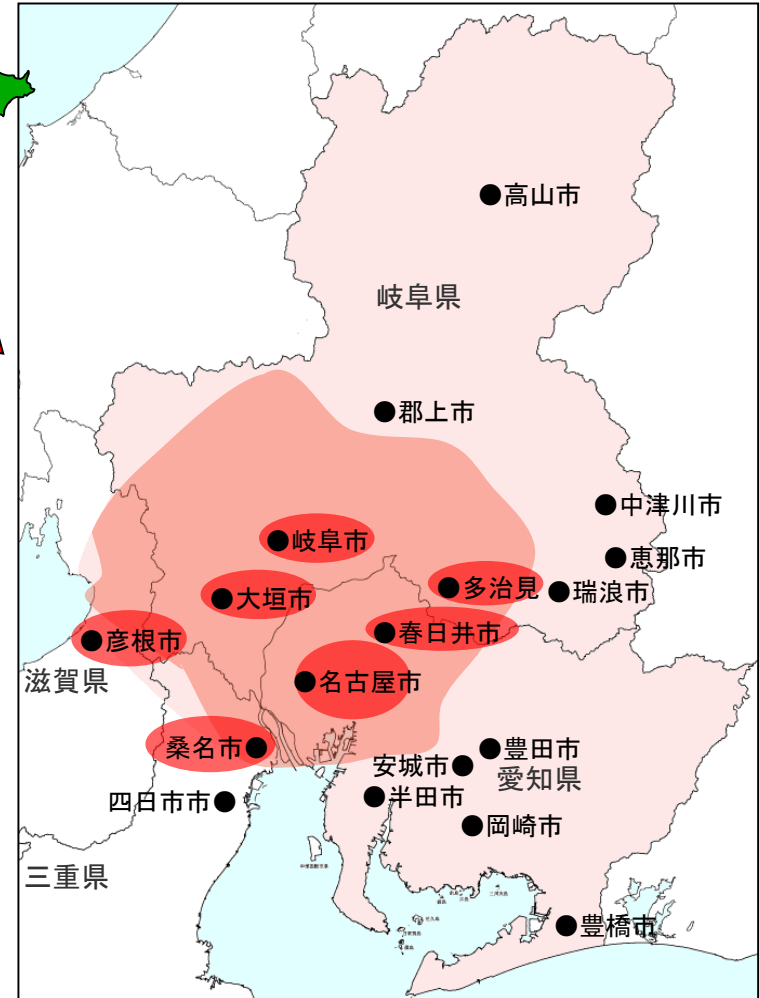 高山市
岐阜県
郡上市
中津川市
岐阜市
恵那市
多治見
瑞浪市
大垣市
春日井市
彦根市
滋賀県
名古屋市
桑名市
豊田市
安城市
愛知県
四日市市
半田市
岡崎市
三重県
豊橋市